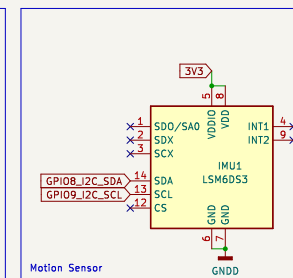 3V3
5
8
VDDIO
VDD
1
SDO/SA0
INT1
4
2
SDX
INT2
9
3
SCX
IMU1
LSM6DS3
GPIO8_I2C_SDA
14
SDA
GPIO9_I2C_SCL
13
SCL
12
CS
GND
GND
6
7
Motion Sensor
GNDD